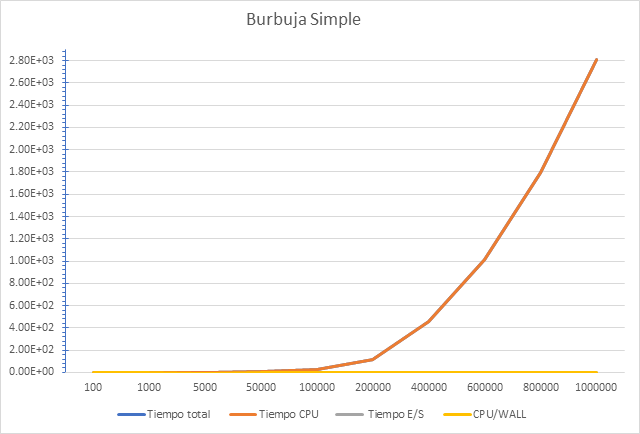 Burbuja Simple
2.80E+03
2.60E+03
2.40E+03
2.20E+03
2.00E+03
1.80E+03
1.60E+03
1.40E+03
1.20E+03
1.00E+03
8.00E+02
6.00E+02
4.00E+02
2.00E+02
0.00E+00
100 1000 5000 50000 100000 200000 400000 600000 800000 1000000
Tiempo total Tiempo CPU Tiempo E/S CPU/WALL